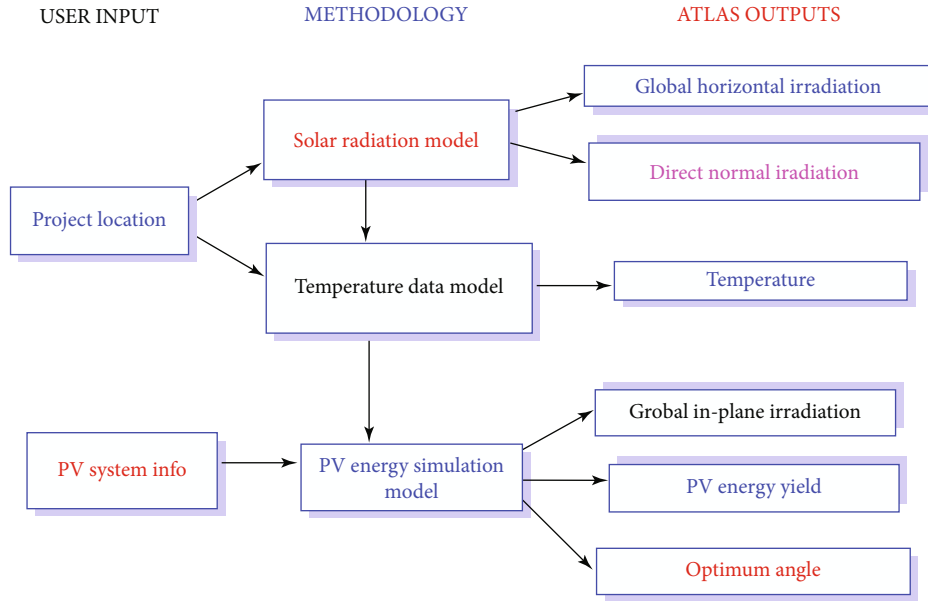 USER INPUT
METHODOLOGY
ATLAS OUTPUTS
Global horizontal irradiation
Solar radiation model
Direct normal irradiation
Project location
Temperature data model
Temperature
Grobal in-plane irradiation
PV system info
PV energy simulation
model
PV energy yield
Optimum angle